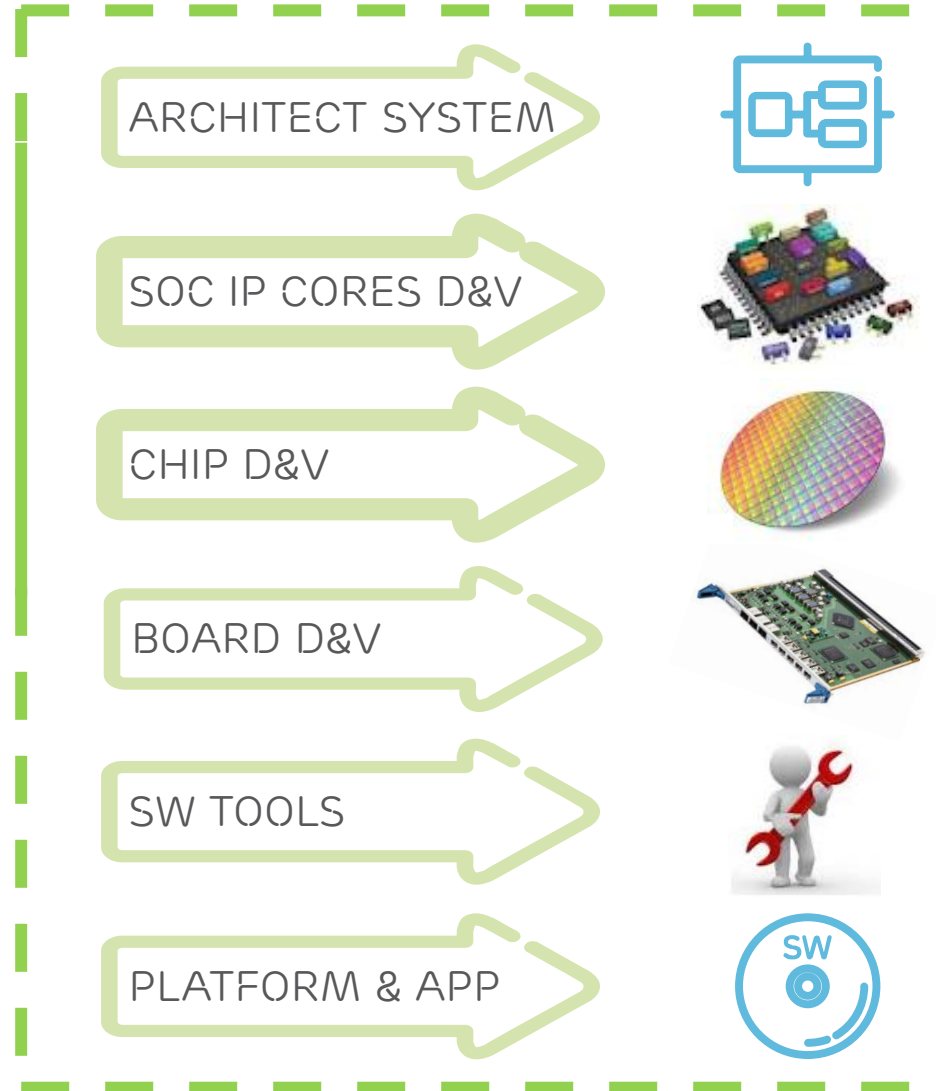 ARCHITECT SYSTEM
SOC IP CORES D&V
CHIP D&V
BOARD D&V
SW TOOLS
PLATFORM & APP
SW